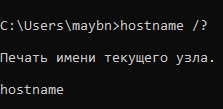 C:\Users\maybn>hostname /?
Печать имени текущего узла.
hostname